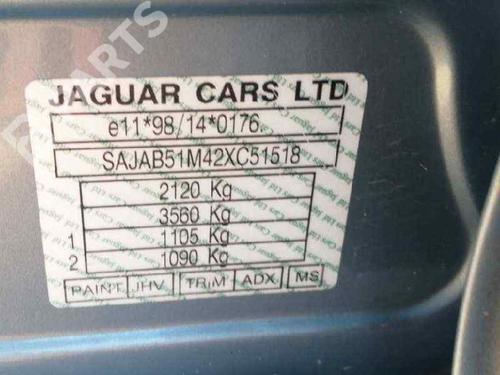 JAGUAR CARS LTD
e11*98/14*0176
SAJAB51M42XC51518
2120 Kg
3560 Kg
1 1105 Kg
2 1090 Kg
PAINT JHV TRIM ADX MS